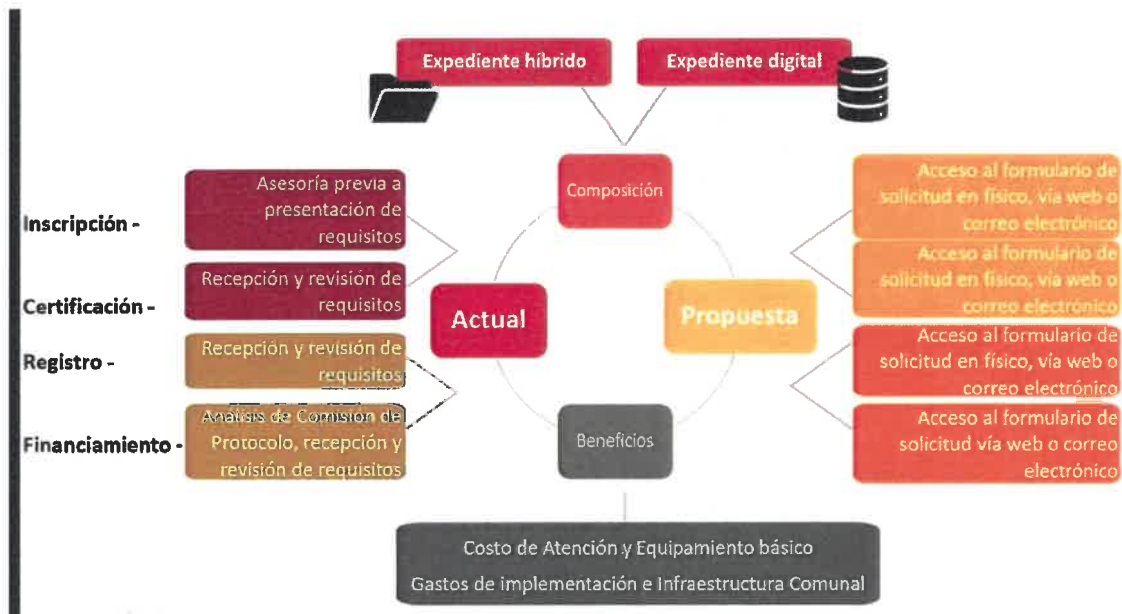 Expediente híbrido
Expediente digital
Composición
Inscripción -
Asesoría previa a
presentación de
requisitos
Certificación -
Recepción y revisión de
requisitos
Registro -
Recepción y revisión de
requisitos
Financiamiento -
Análisis de Comisión de
Protocolo, recepción y
revisión de requisitos
Actual
Propuesta
Acceso al formulario de
solicitud en físico, vía web o
correo electrónico
Acceso al formulario de
solicitud en físico, vía web o
correo electrónico
Acceso al formulario de
solicitud en físico, vía web o
correo electrónico
Acceso al formulario de
solicitud vía web o correo
electrónico
Beneficios
Costo de Atención y Equipamiento básico
Gastos de implementación e Infraestructura Comunal